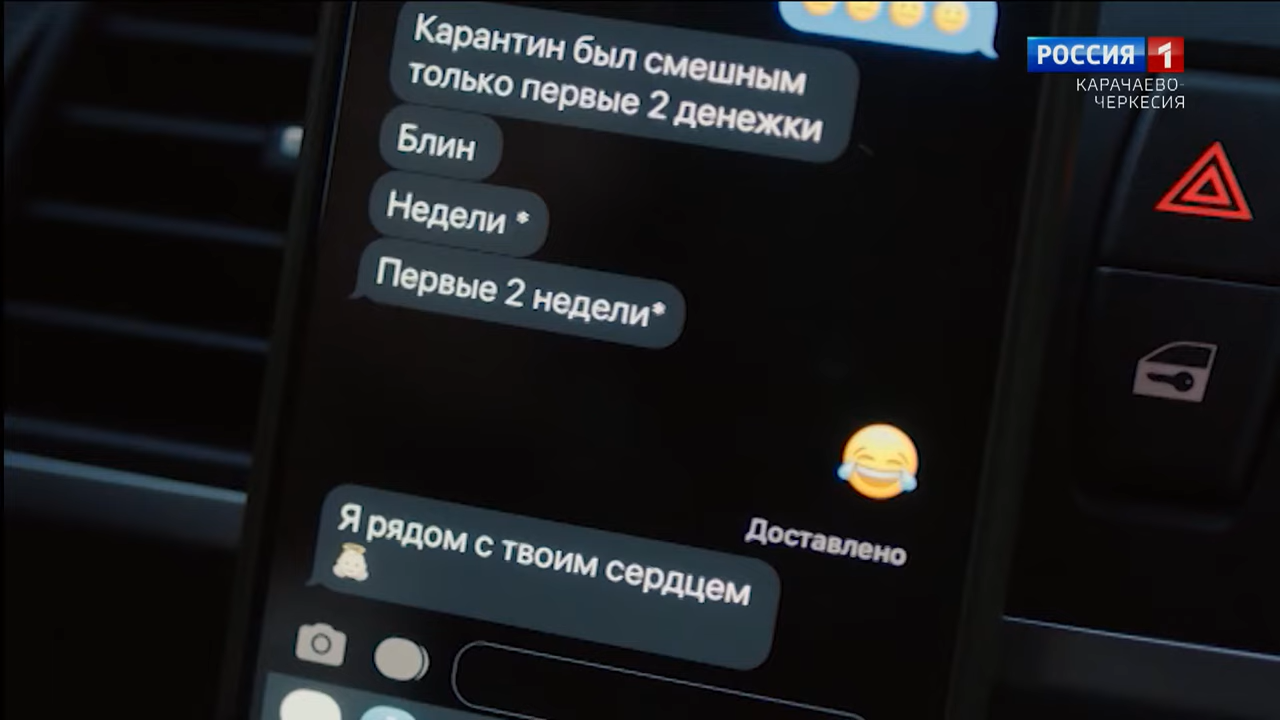 РОССИЯ 1
КАРАЧАЕВО-
ЧЕРКЕСИЯ
Карантин был смешным
только первые 2 денежки
Блин
Недели *
Первые 2 недели*
Доставлено
Я рядом с твоим сердцем